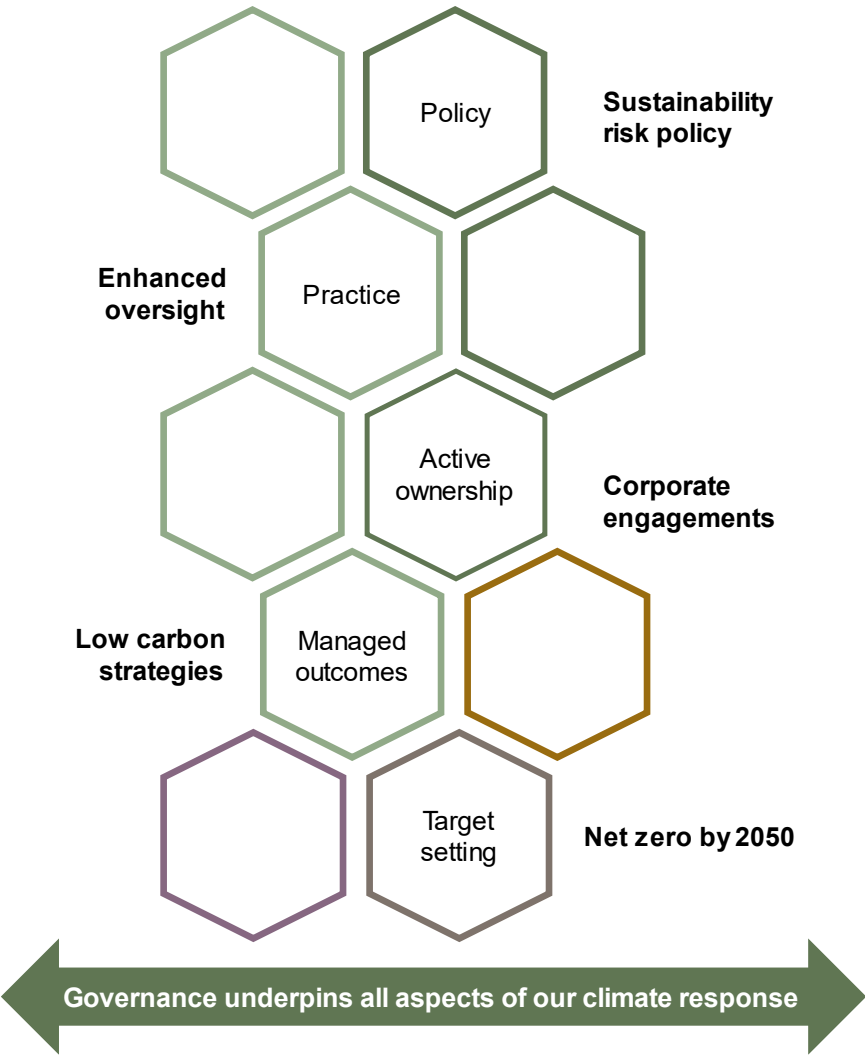 Policy
Sustainability
risk policy
Enhanced
oversight
Practice
Active
ownership
Corporate
engagements
Low carbon
strategies
Managed
outcomes
Target
setting
Net zero by 2050
Governance underpins all aspects of our climate response